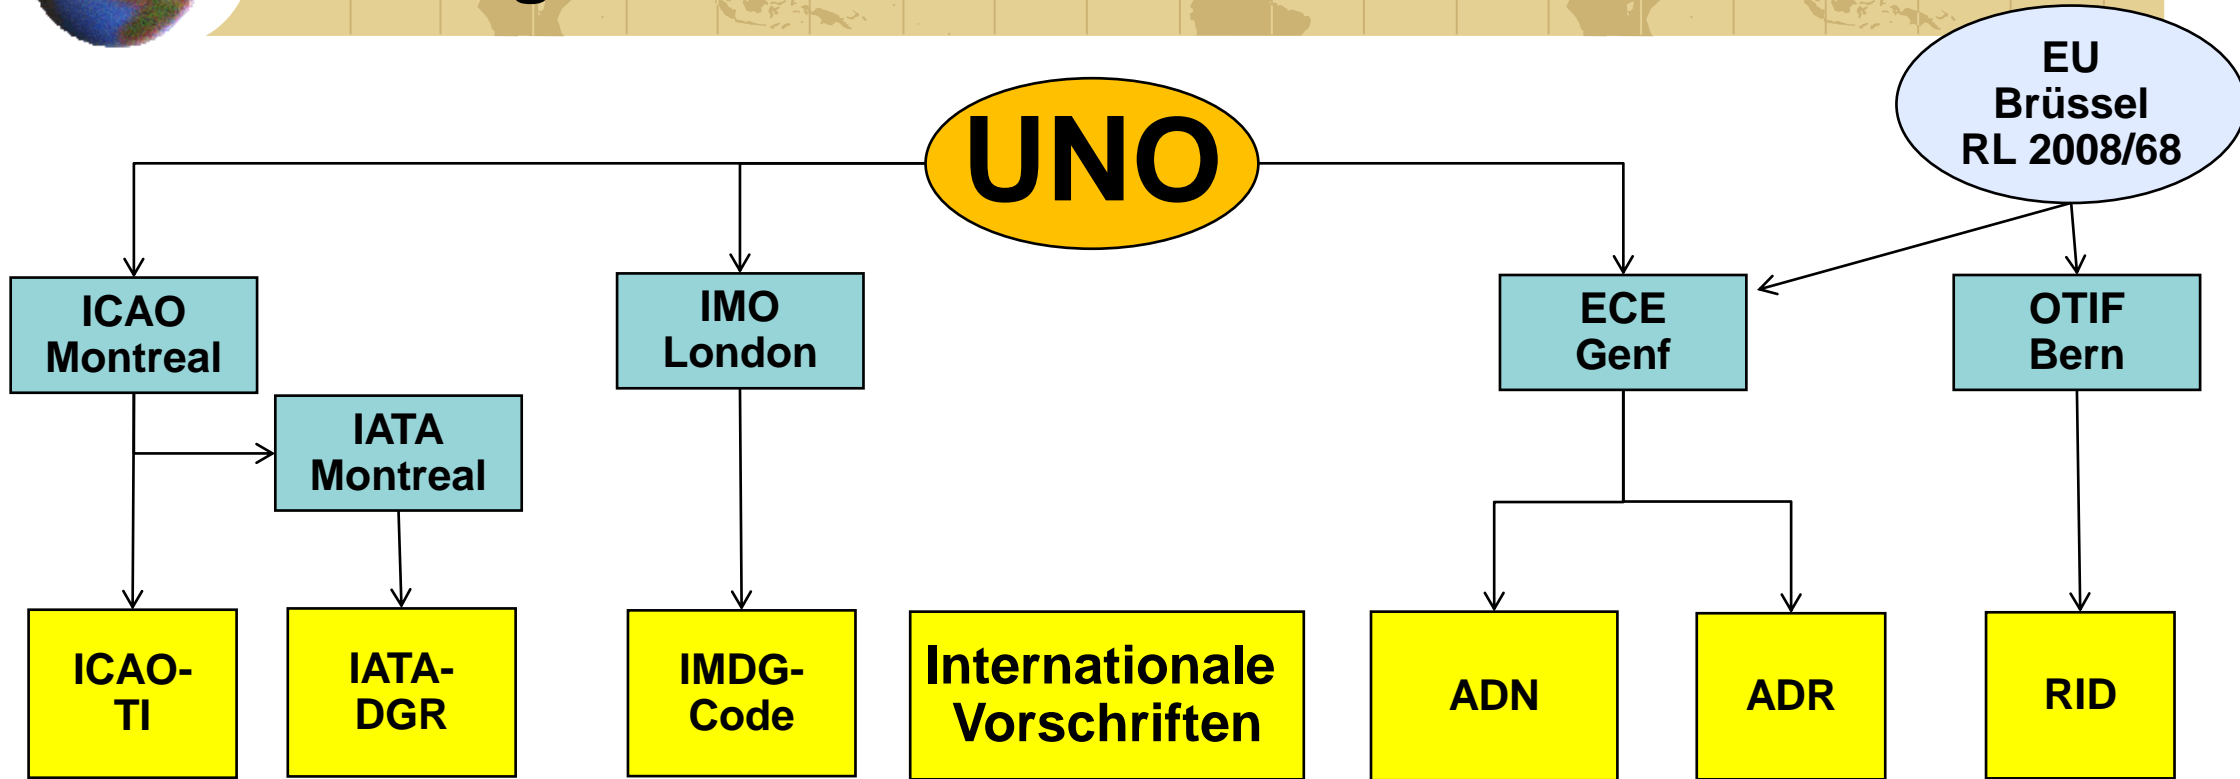 EU
Brüssel
RL 2008/68
UNO
ICAO
Montreal
IMO
London
ECE
Genf
OTIF
Bern
IATA
Montreal
ICAO-
TI
IATA-
DGR
IMDG-
Code
Internationale
Vorschriften
ADN
ADR
RID